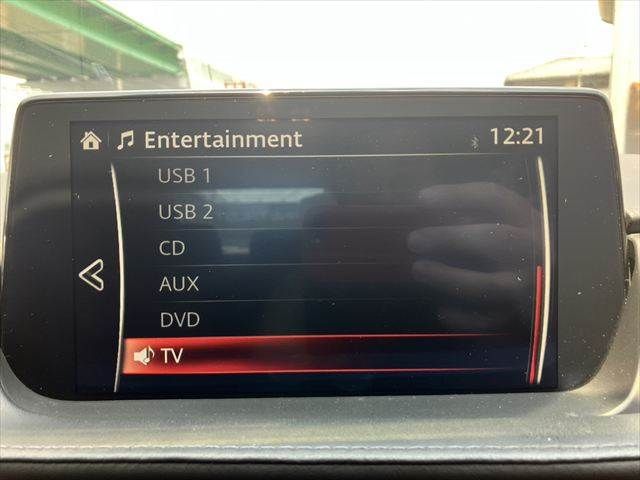 Entertainment 12:21
USB 1
USB 2
CD
AUX
DVD
TV